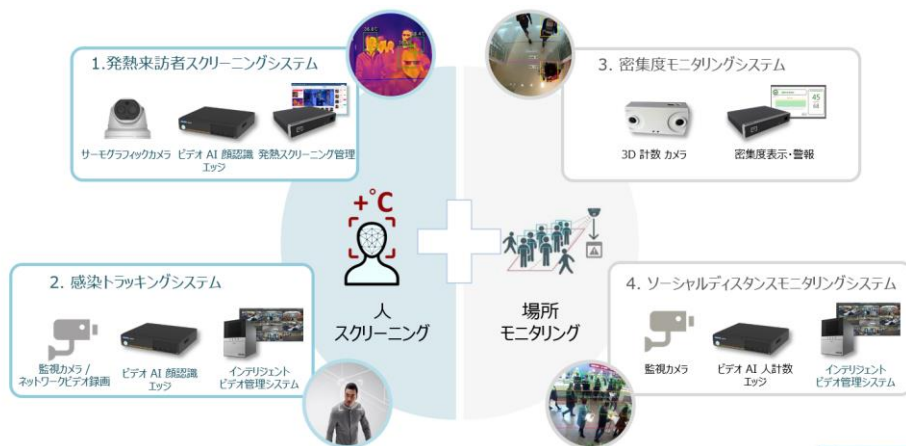 1.発熱来訪者スクリーニングシステム
サーモグラフィックカメラ
ビデオ AI 顔認識
エッジ
発熱スクリーニング管理
3. 密集度モニタリングシステム
3D 計数 カメラ
密集度表示・警報
45
+°C
人
スクリーニング
場所
モニタリング
2. 感染トラッキングシステム
監視カメラ /
ネットワークビデオ録画
ビデオ AI 顔認識
エッジ
インテリジェント
ビデオ管理システム
4. ソーシャルディスタンスモニタリングシステム
監視カメラ
ビデオ AI 人計数
エッジ
インテリジェント
ビデオ管理システム